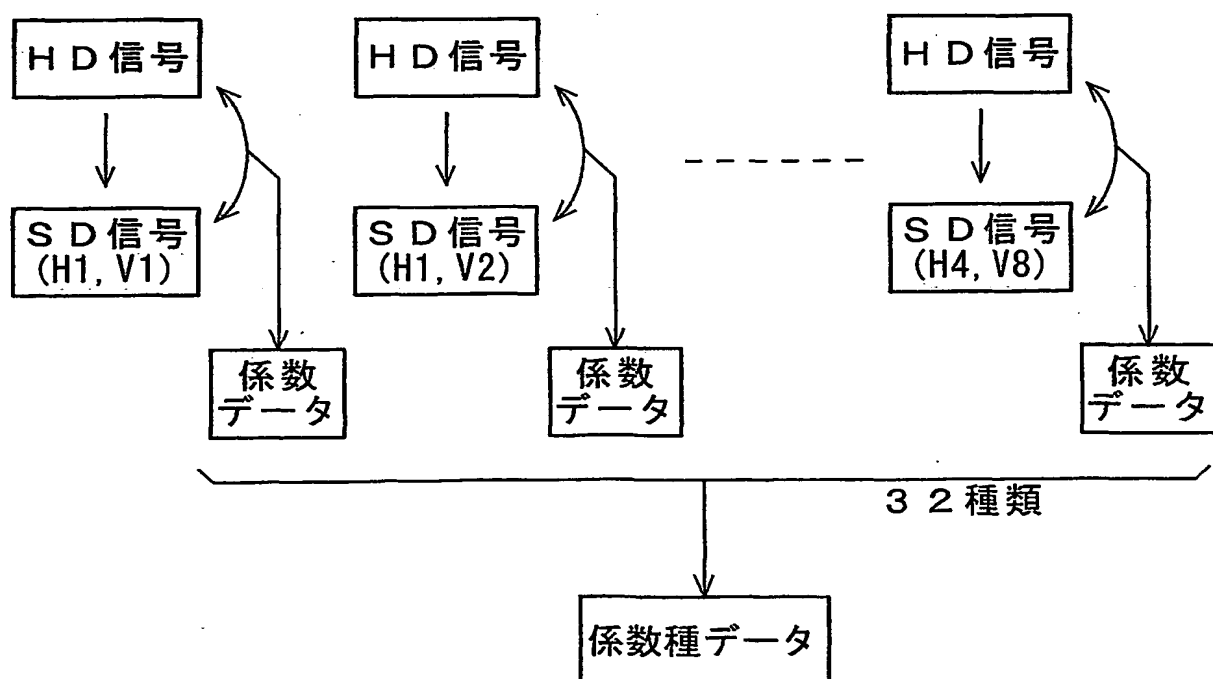 ＨＤ信号
ＨＤ信号
ＨＤ信号
ＳＤ信号
(H1, V1)
ＳＤ信号
(H1, V2)
ＳＤ信号
(H4, V8)
係数
データ
係数
データ
係数
データ
３２種類
係数種データ